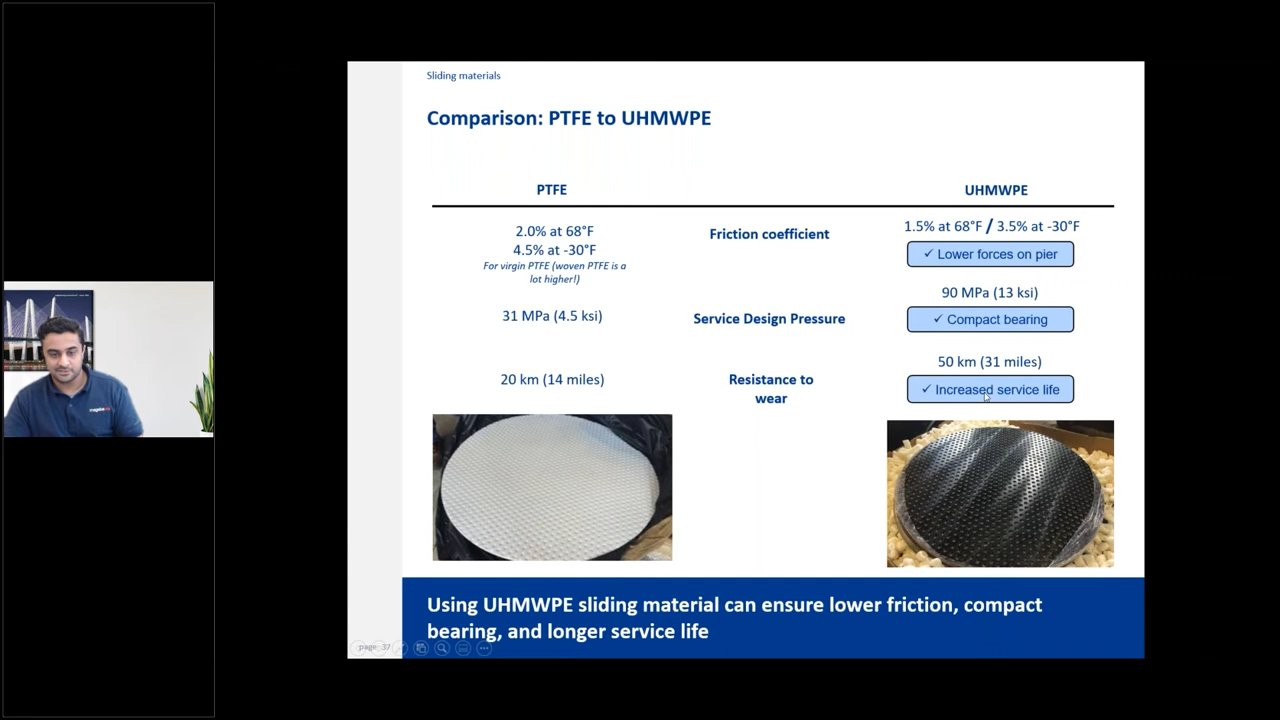 Sliding materials
Comparison: PTFE to UHMWPE
PTFE
UHMWPE
2.0% at 68°F
4.5% at -30°F
For virgin PTFE (woven PTFE is a
lot higher!)
Friction coefficient
1.5% at 68°F / 3.5% at -30°F
✓ Lower forces on pier
31 MPa (4.5 ksi)
Service Design Pressure
90 MPa (13 ksi)
✓ Compact bearing
20 km (14 miles)
Resistance to
wear
50 km (31 miles)
✓ Increased service life
Using UHMWPE sliding material can ensure lower friction, compact
bearing, and longer service life
page 37